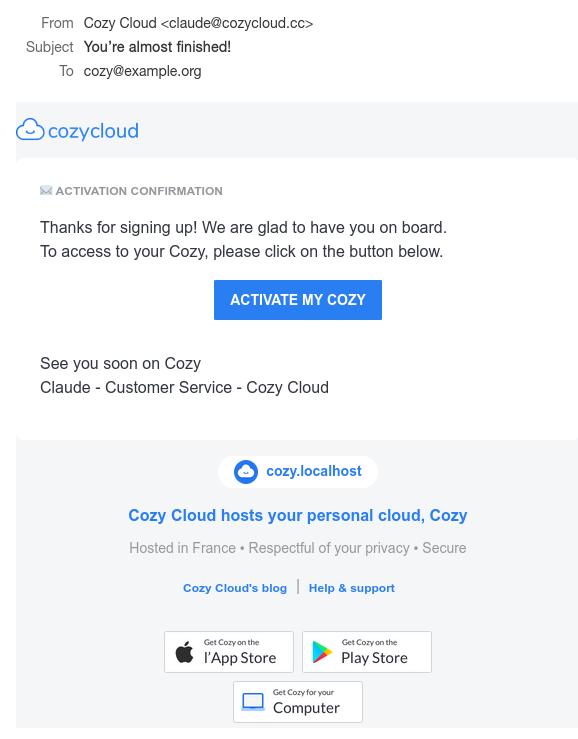 From Cozy Cloud <claude@cozycloud.cc>
Subject You’re almost finished!
To cozy@example.org
cozycloud
ACTIVATION CONFIRMATION
Thanks for signing up! We are glad to have you on board.
To access to your Cozy, please click on the button below.
ACTIVATE MY COZY
See you soon on Cozy
Claude - Customer Service - Cozy Cloud
cozy.localhost
Cozy Cloud hosts your personal cloud, Cozy
Hosted in France • Respectful of your privacy • Secure
Cozy Cloud's blog | Help & support
Get Cozy on the
l’App Store
Get Cozy on the
Play Store
Get Cozy for your
Computer